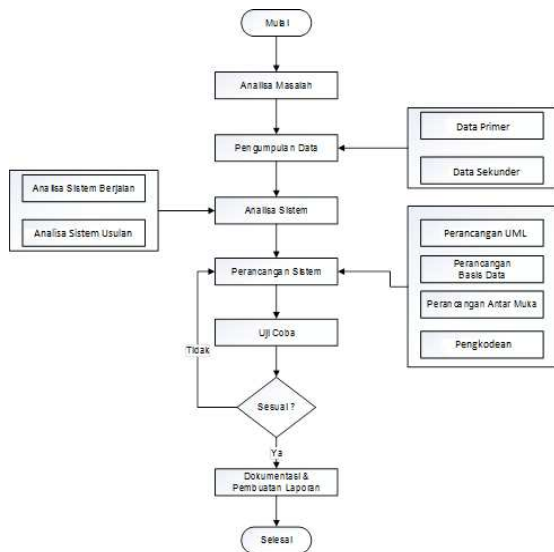 Mulai
Analisa Masalah
Pengumpulan Data
Data Primer
Data Sekunder
Analisa Sistem Berjalan
Analisa Sistem Usulan
Analisa Sistem
Perancangan Sistem
Perancangan UML
Perancangan
Basis Data
Perancangan Antar Muka
Pengkodean
Uji Coba
Tidak
Sesuai ?
Ya
Dokumentasi &
Pembuatan Laporan
Selesai